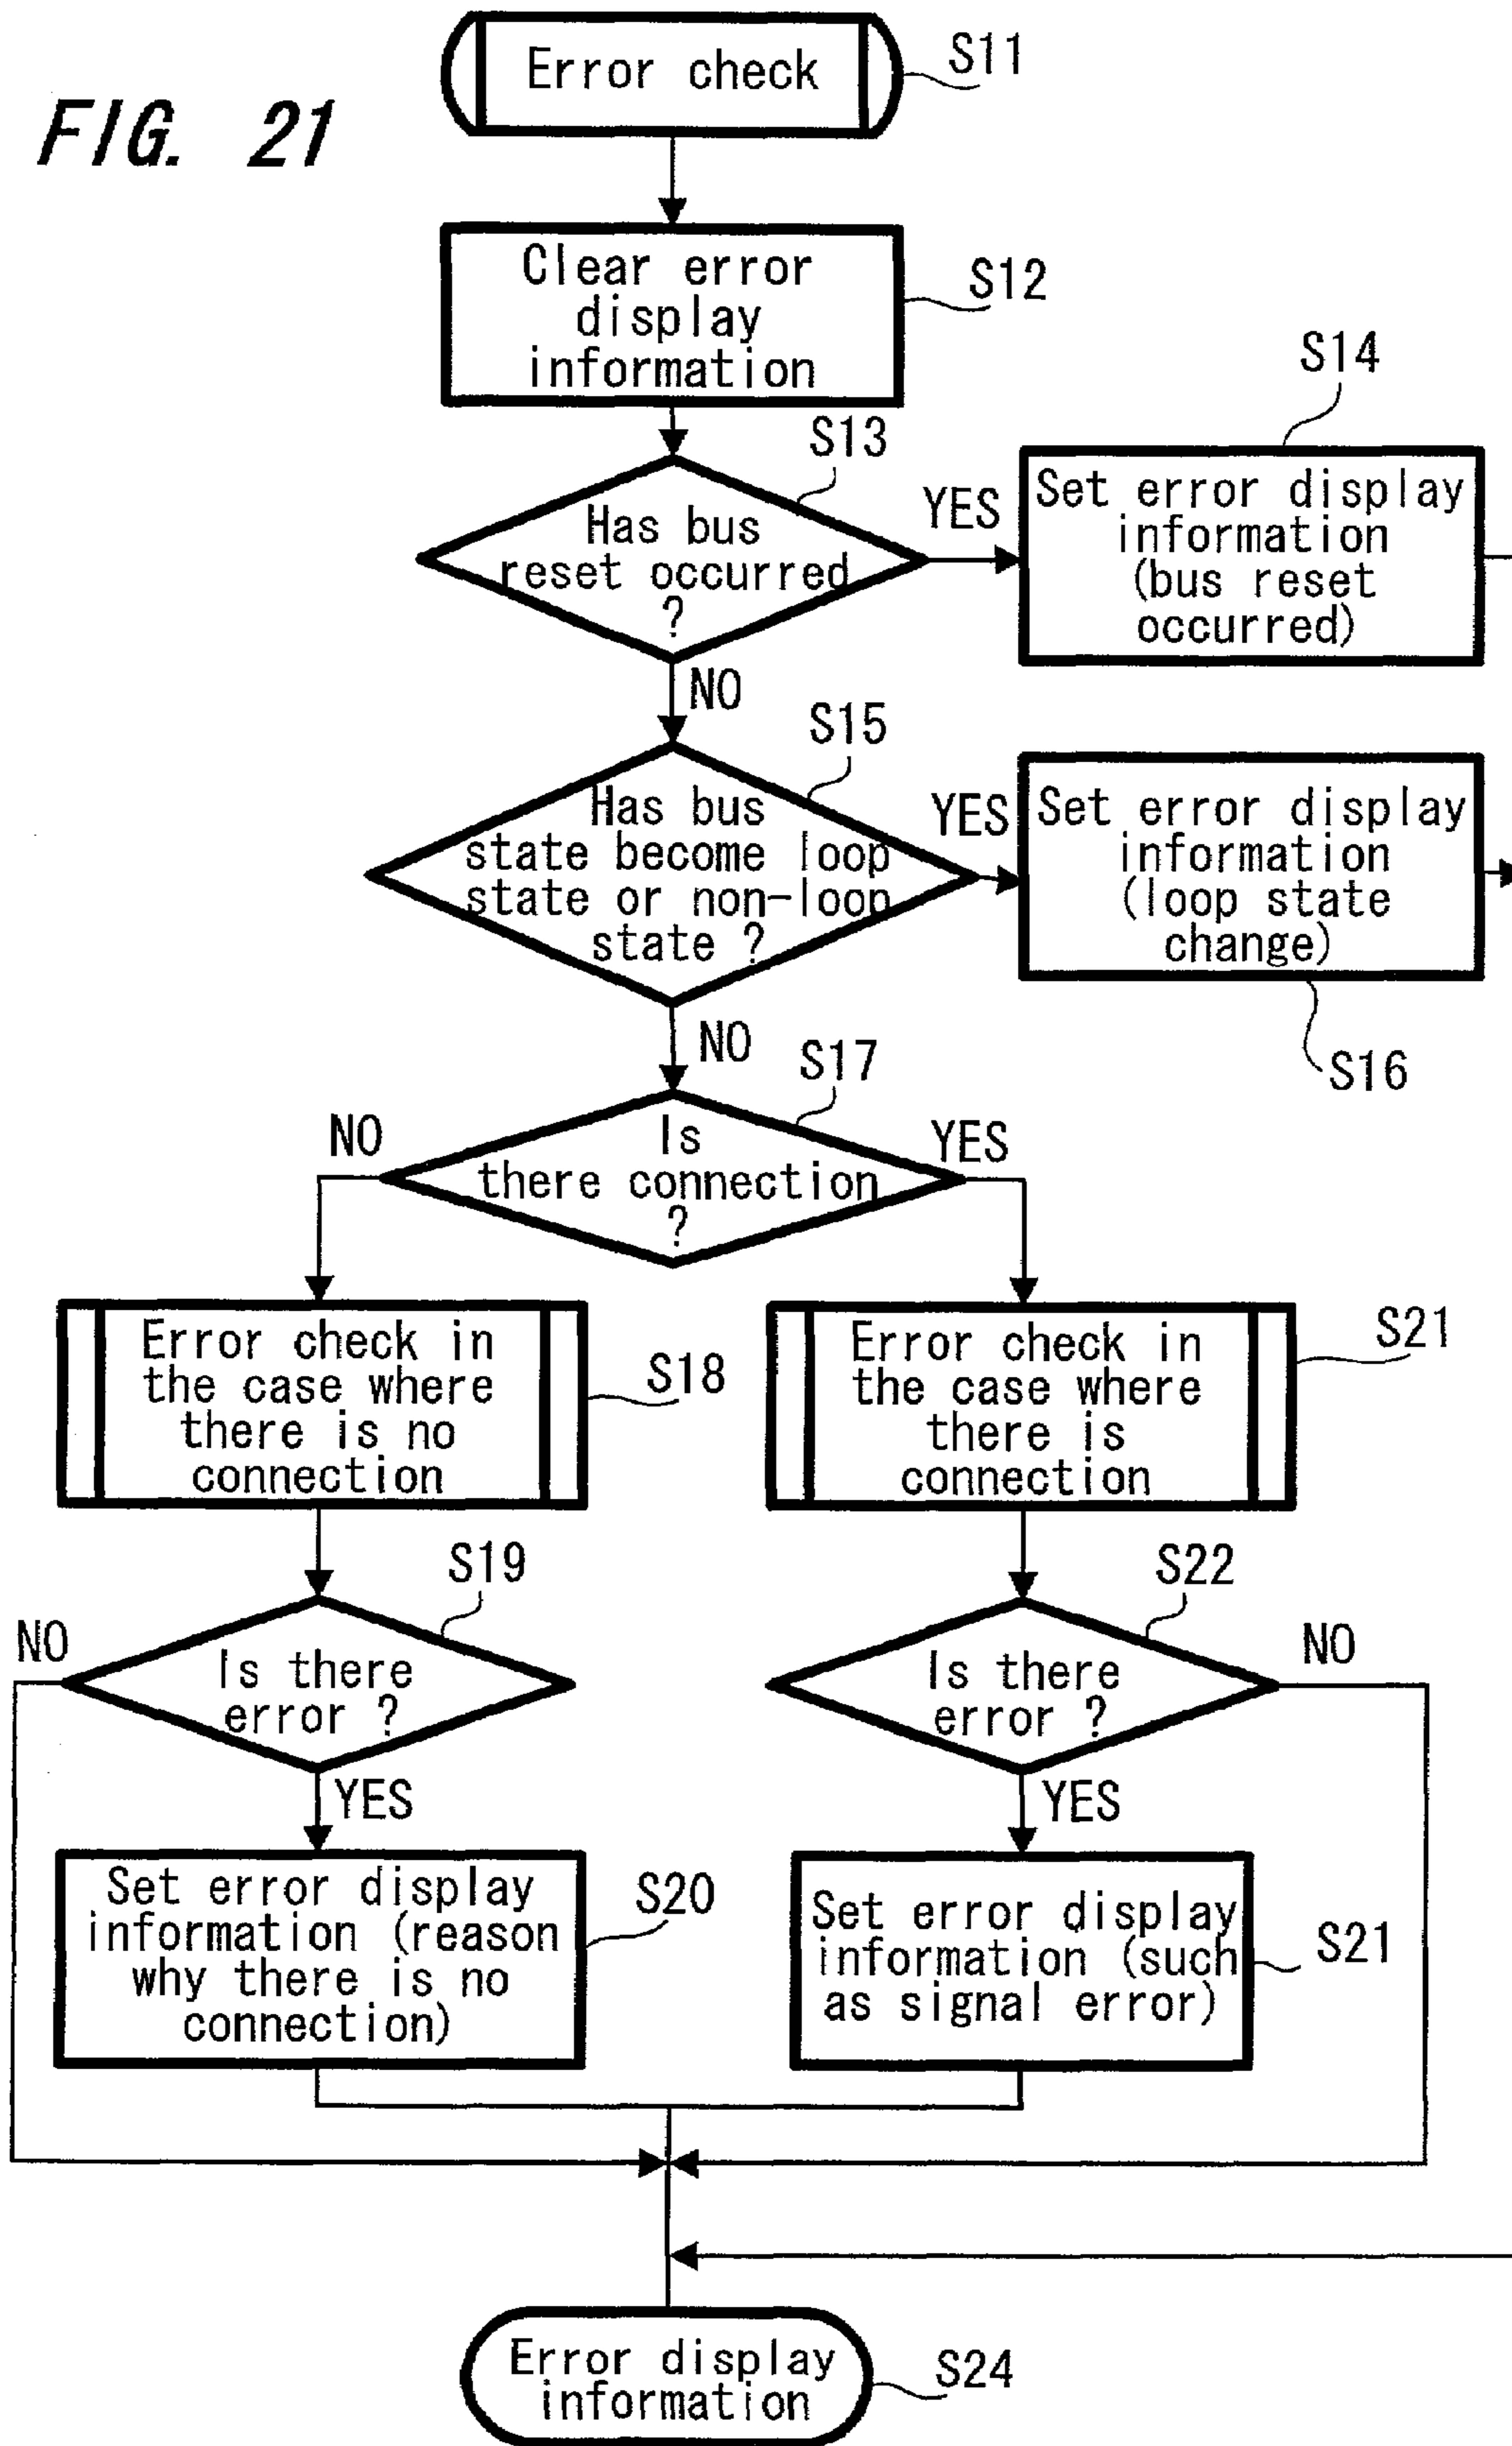 FIG. 21
Error check
S11
Clear error
display
information
S12
S13
Has bus
reset occurred
?
YES
NO
S14
Set error display
information
(bus reset
occurred)
S15
Has bus
state become loop
state or non-loop
state ?
YES
NO
Set error display
information
(loop state
change)
S16
S17
Is
there connection
?
NO
YES
Error check in
the case where
there is no
connection
S18
Error check in
the case where
there is
connection
S21
S19
Is there
error ?
NO
YES
S22
Is there
error ?
NO
YES
Set error display
information (reason
why there is no
connection)
S20
Set error display
information (such
as signal error)
S21
Error display
information
S24